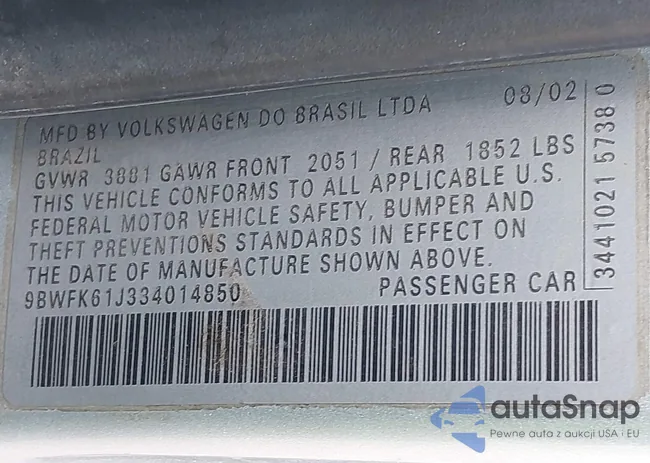 MFD BY VOLKSWAGEN DO BRASIL LTDA 08/02
BRAZIL
GVWR 3881 GAWR FRONT 2051 / REAR 1852 LBS
THIS VEHICLE CONFORMS TO ALL APPLICABLE U.S.
FEDERAL MOTOR VEHICLE SAFETY, BUMPER AND
THEFT PREVENTIONS STANDARDS IN EFFECT ON
THE DATE OF MANUFACTURE SHOWN ABOVE.
9BWFK61J334014850 PASSENGER CAR
3441021 5738 0
autaSnap
Pewne auta z aukcji USA i EU